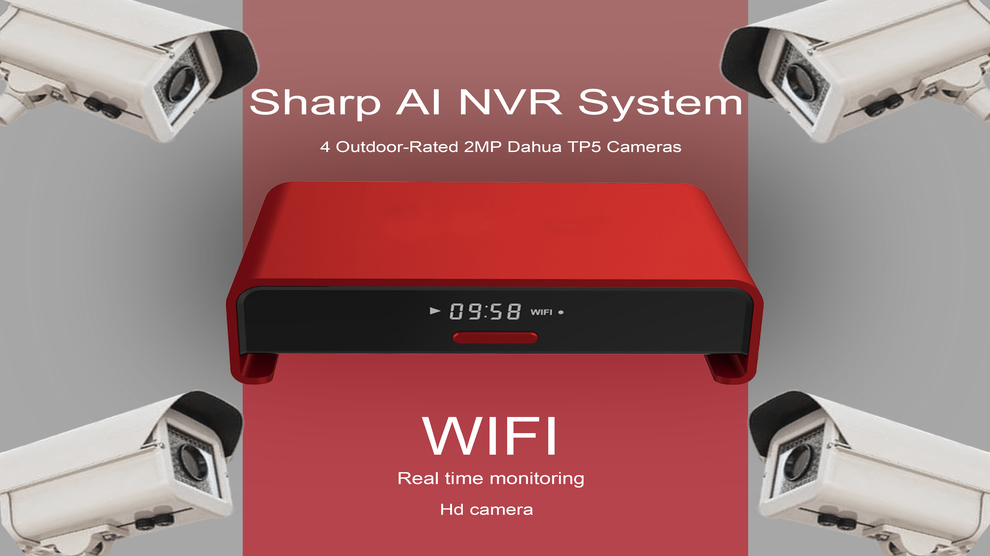 Sharp AI NVR System
4 Outdoor-Rated 2MP Dahua TP5 Cameras
09:58 WIFI
WIFI
Real time monitoring
Hd camera